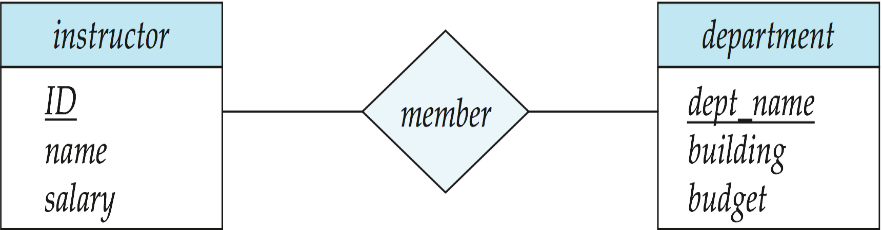 instructor
ID
name
salary
member
department
dept_name
building
budget